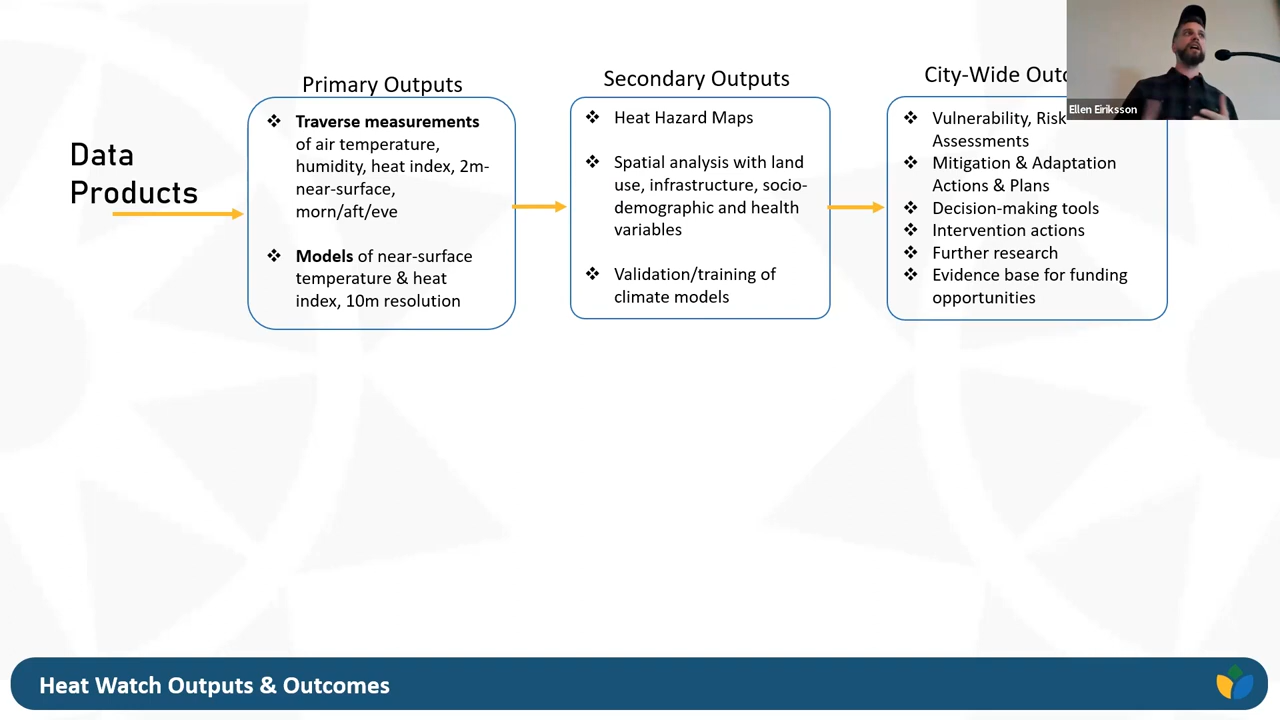 Data
Products
Primary Outputs
❖ Traverse measurements
of air temperature,
humidity, heat index, 2m-
near-surface,
morn/aft/eve
❖ Models of near-surface
temperature & heat
index, 10m resolution
Secondary Outputs
❖ Heat Hazard Maps
❖ Spatial analysis with land
use, infrastructure, socio-
demographic and health
variables
❖ Validation/training of
climate models
City-Wide
❖ Vulnerability, Risk
Assessments
❖ Mitigation & Adaptation
Actions & Plans
❖ Decision-making tools
❖ Intervention actions
❖ Further research
❖ Evidence base for funding
opportunities
Ellen Eiriksson
Heat Watch Outputs & Outcomes